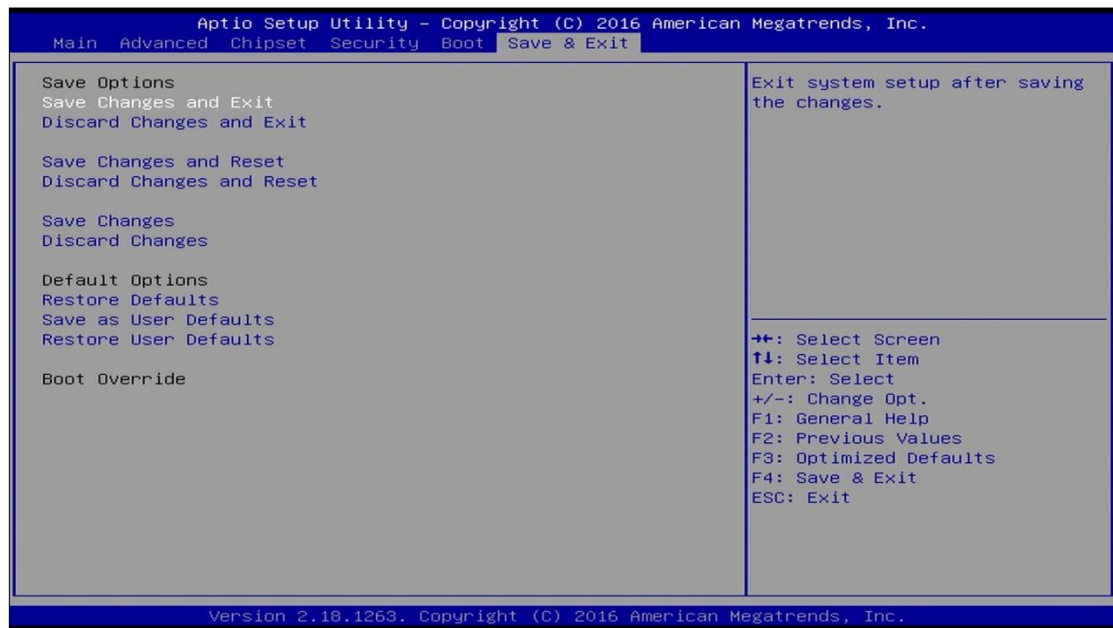 Aptio Setup Utility – Copyright (C) 2016 American Megatrends, Inc.
Main Advanced Chipset Security Boot Save & Exit
Save Options
Save Changes and Exit
Discard Changes and Exit
Save Changes and Reset
Discard Changes and Reset
Save Changes
Discard Changes
Default Options
Restore Defaults
Save as User Defaults
Restore User Defaults
Boot Override
Exit system setup after saving
the changes.
→←: Select Screen
↑↓: Select Item
Enter: Select
+/-: Change Opt.
F1: General Help
F2: Previous Values
F3: Optimized Defaults
F4: Save & Exit
ESC: Exit
Version 2.18.1263. Copyright (C) 2016 American Megatrends, Inc.